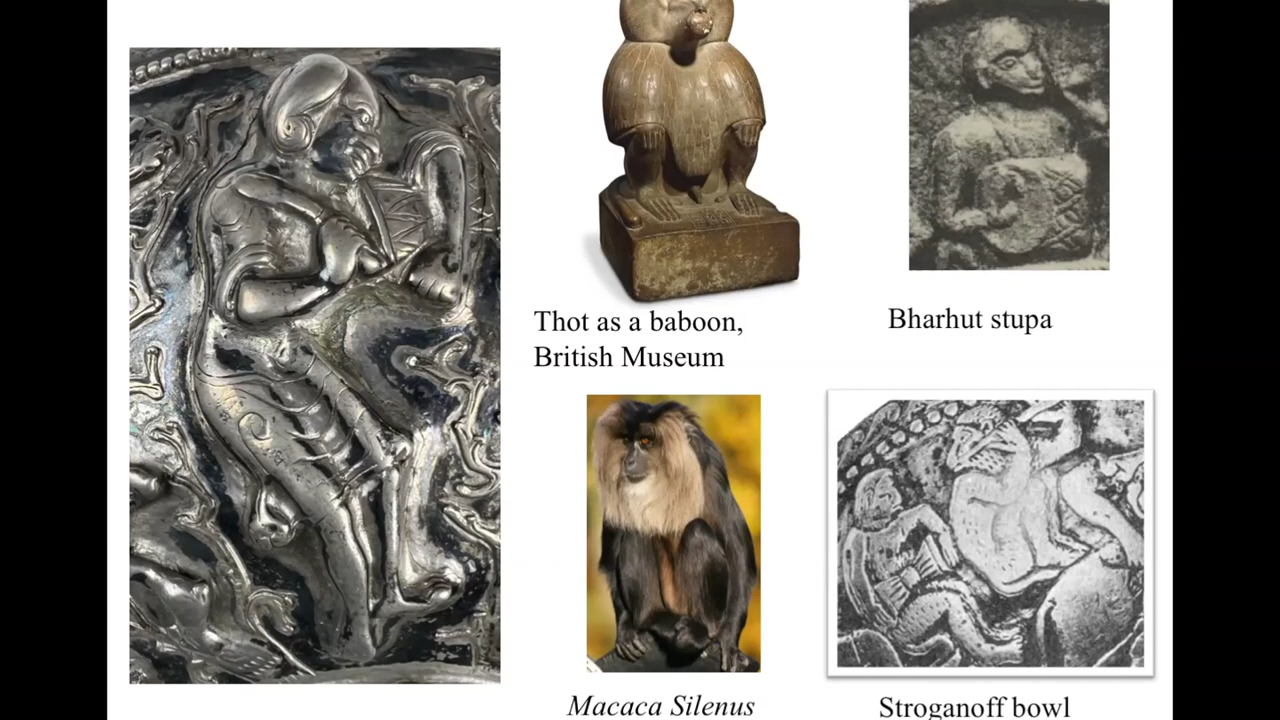 Thot as a baboon,
British Museum
Bharhut stupa
Macaca Silenus
Stroganoff bowl